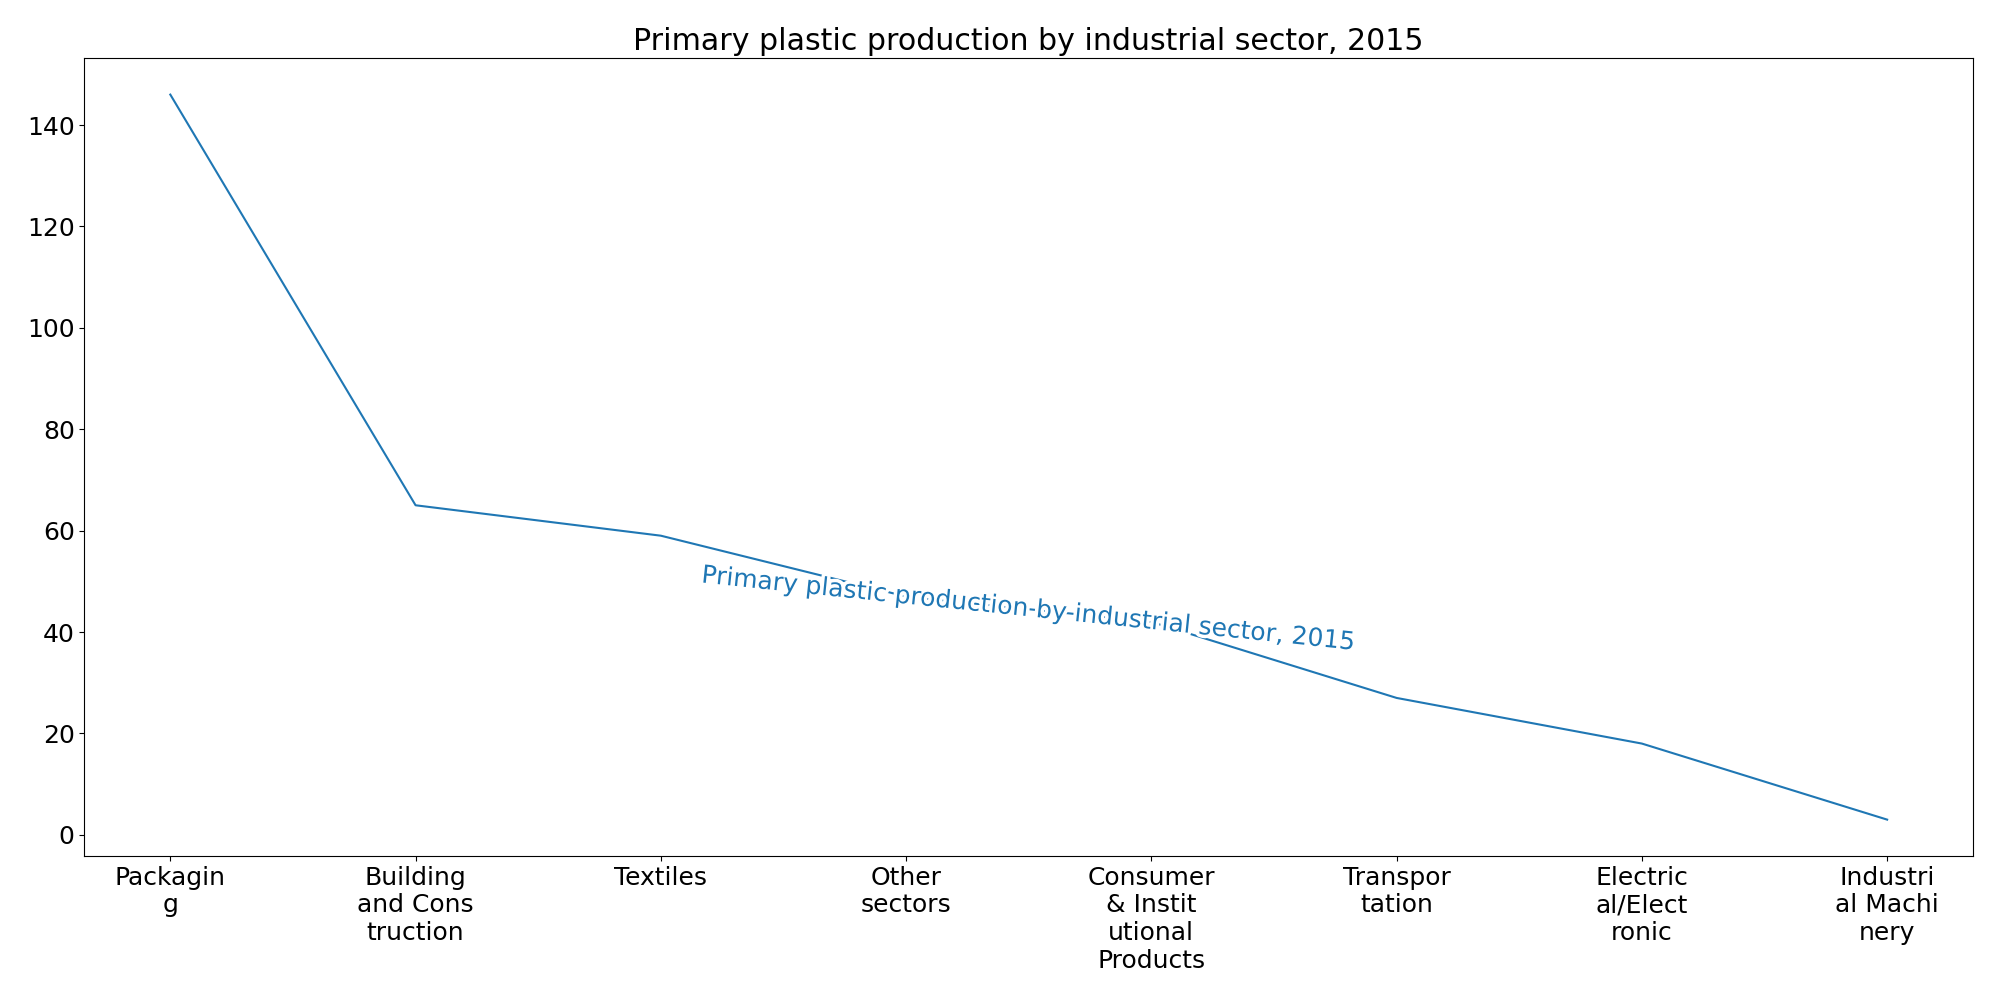 Primary plastic production by industrial sector, 2015
140
120
100
80
60
40
20
0
Primary plastic production by industrial sector, 2015
Packagin
g
Building
and Cons
truction
Textiles
Other
sectors
Consumer
& Instit
utional
Products
Transpor
tation
Electric
al/Elect
ronic
Industri
al Machi
nery